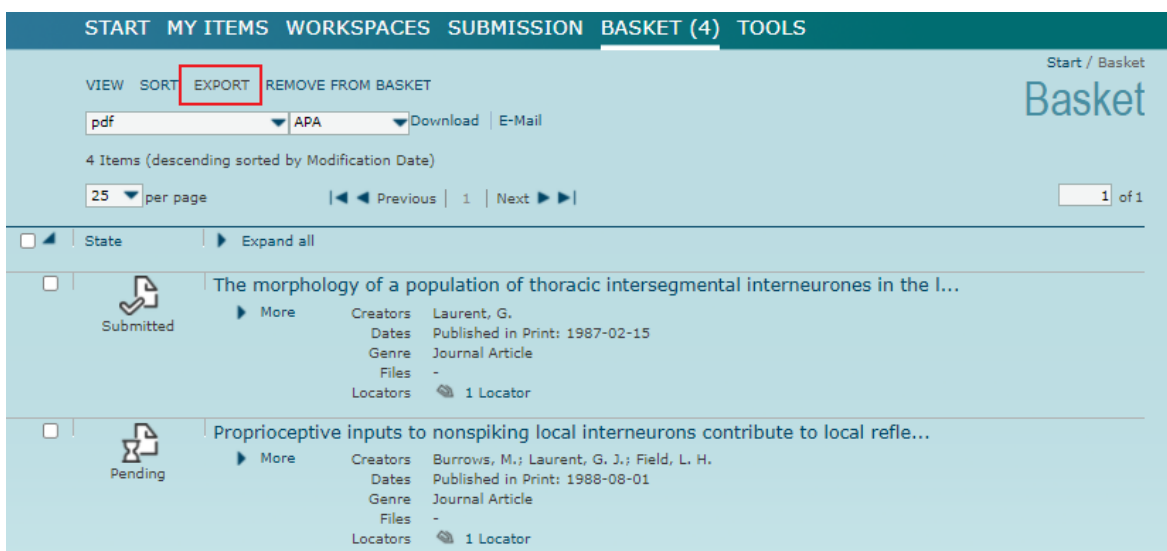 START MY ITEMS WORKSPACES SUBMISSION BASKET (4) TOOLS
Start / Basket
Basket
VIEW SORT EXPORT REMOVE FROM BASKET
pdf APA Download E-Mail
4 Items (descending sorted by Modification Date)
25 per page Previous 1 Next 1 of 1
State Expand all
The morphology of a population of thoracic intersegmental interneurones in the l...
Submitted
More Creators Laurent, G.
Dates Published in Print: 1987-02-15
Genre Journal Article
Files -
Locators 1 Locator
Proprioceptive inputs to nonspiking local interneurons contribute to local refle...
Pending
More Creators Burrows, M.; Laurent, G. J.; Field, L. H.
Dates Published in Print: 1988-08-01
Genre Journal Article
Files -
Locators 1 Locator